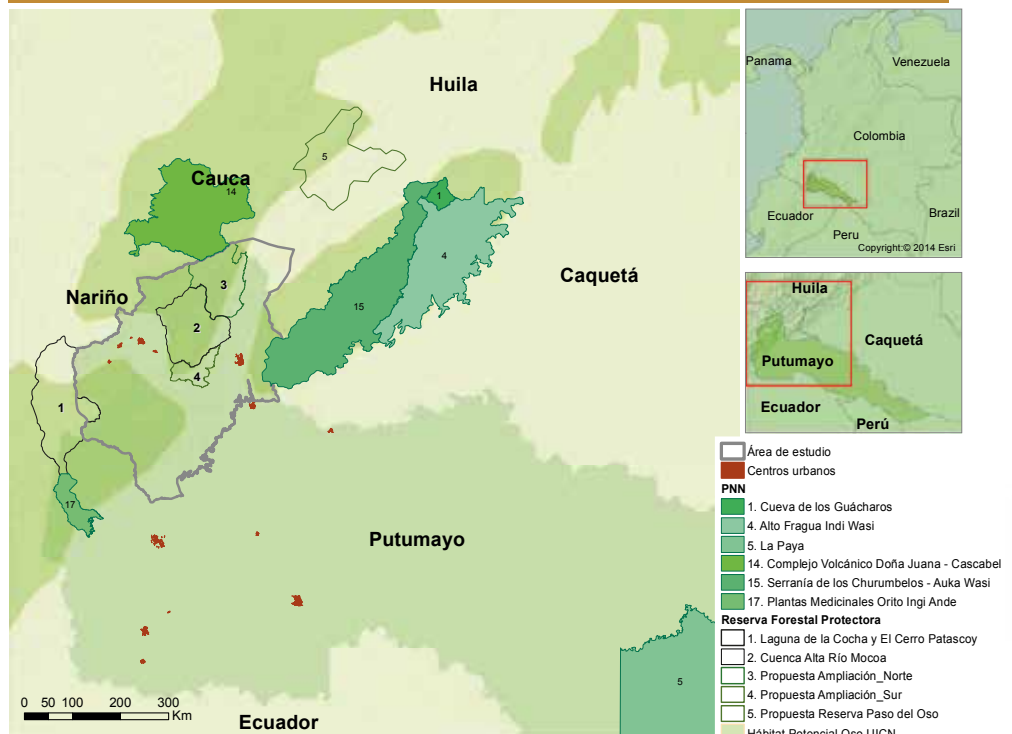 Huila
Cauca
14
5
1
4
Caquetá
15
Nariño
3
2
4
1
17
Putumayo
5
0 50 100 200 300
Km
Ecuador
Panama
Venezuela
Colombia
Ecuador
Brazil
Peru
Copyright:© 2014 Esri
Huila
Caquetá
Putumayo
Ecuador
Perú
Área de estudio
Centros urbanos
PNN
1. Cueva de los Guácharos
4. Alto Fragua Indi Wasi
5. La Paya
14. Complejo Volcánico Doña Juana - Cascabel
15. Serranía de los Churumbelos - Auka Wasi
17. Plantas Medicinales Orito Ingi Ande
Reserva Forestal Protectora
1. Laguna de la Cocha y El Cerro Patascoy
2. Cuenca Alta Río Mocoa
3. Propuesta Ampliación_Norte
4. Propuesta Ampliación_Sur
5. Propuesta Reserva Paso del Oso
Hábitat Potencial Oso UICN